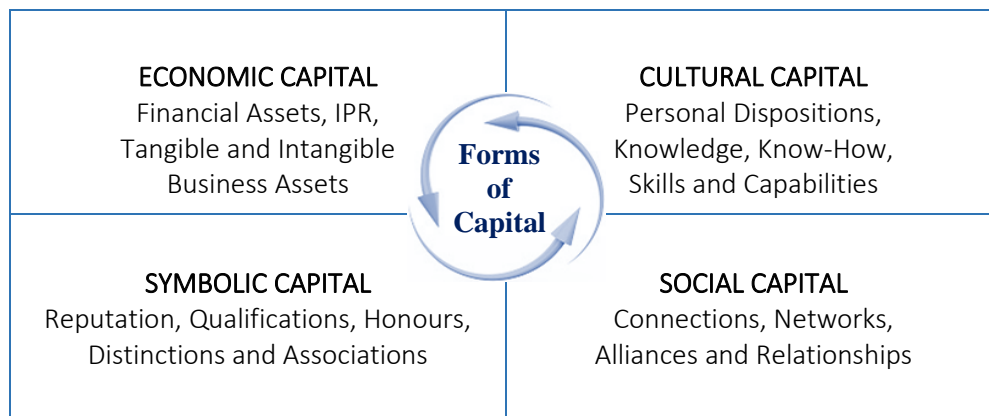 ECONOMIC CAPITAL
Financial Assets, IPR,
Tangible and Intangible
Business Assets
CULTURAL CAPITAL
Personal Dispositions,
Knowledge, Know-How,
Skills and Capabilities
Forms
of
Capital
SYMBOLIC CAPITAL
Reputation, Qualifications, Honours,
Distinctions and Associations
SOCIAL CAPITAL
Connections, Networks,
Alliances and Relationships